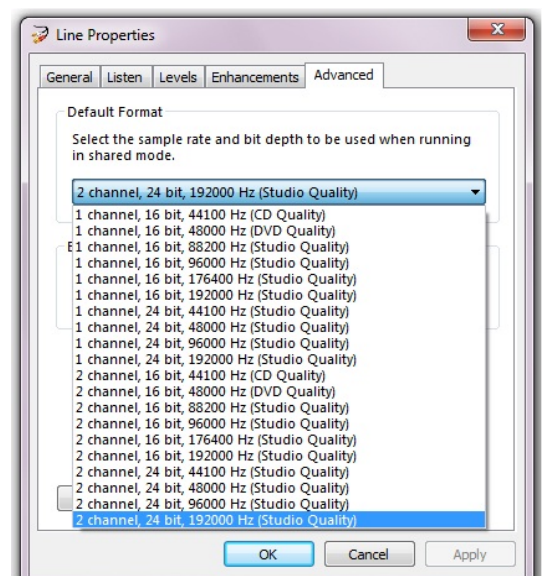 Line Properties
General Listen Levels Enhancements Advanced
Default Format
Select the sample rate and bit depth to be used when running
in shared mode.
2 channel, 24 bit, 192000 Hz (Studio Quality)
1 channel, 16 bit, 44100 Hz (CD Quality)
1 channel, 16 bit, 48000 Hz (DVD Quality)
E 1 channel, 16 bit, 88200 Hz (Studio Quality)
1 channel, 16 bit, 96000 Hz (Studio Quality)
1 channel, 16 bit, 176400 Hz (Studio Quality)
1 channel, 16 bit, 192000 Hz (Studio Quality)
1 channel, 24 bit, 44100 Hz (Studio Quality)
1 channel, 24 bit, 48000 Hz (Studio Quality)
1 channel, 24 bit, 96000 Hz (Studio Quality)
1 channel, 24 bit, 192000 Hz (Studio Quality)
2 channel, 16 bit, 44100 Hz (CD Quality)
2 channel, 16 bit, 48000 Hz (DVD Quality)
2 channel, 16 bit, 88200 Hz (Studio Quality)
2 channel, 16 bit, 96000 Hz (Studio Quality)
2 channel, 16 bit, 176400 Hz (Studio Quality)
2 channel, 16 bit, 192000 Hz (Studio Quality)
2 channel, 24 bit, 44100 Hz (Studio Quality)
2 channel, 24 bit, 48000 Hz (Studio Quality)
2 channel, 24 bit, 96000 Hz (Studio Quality)
2 channel, 24 bit, 192000 Hz (Studio Quality)
OK Cancel Apply